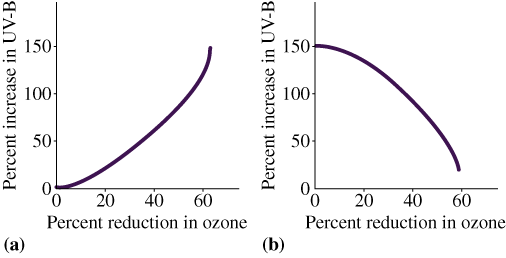 Percent increase in UV-B
150
100
50
0
0 20 40 60
Percent reduction in ozone
(a)
Percent increase in UV-B
150
100
50
0
0 20 40 60
Percent reduction in ozone
(b)